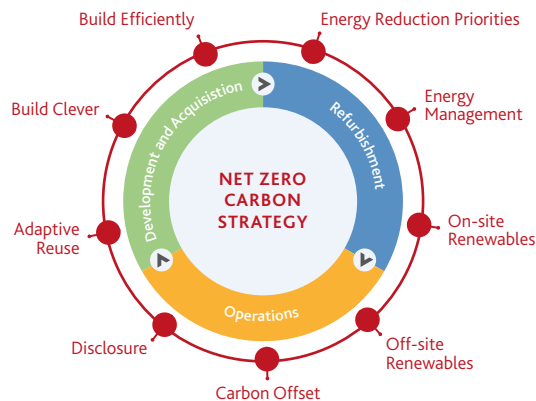 Build Efficiently
Energy Reduction Priorities
Build Clever
Energy
Management
Development and Acquisistion
Refurbishment
NET ZERO
CARBON
STRATEGY
Adaptive
Reuse
On-site
Renewables
Operations
Disclosure
Off-site
Renewables
Carbon Offset